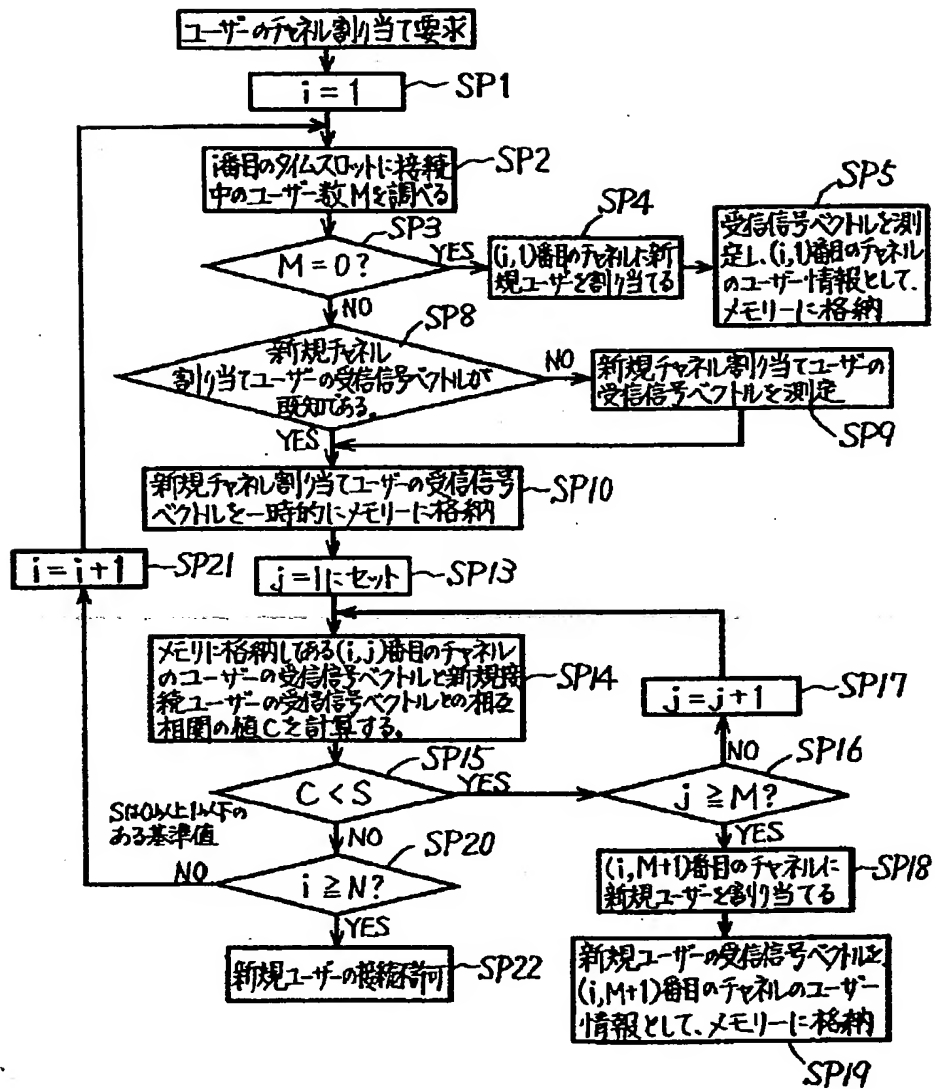 ユーザーのチャネル割り当て要求
i=1
SP1
i番目のタイムスロットに接続
中のユーザー数Mを調べる
SP2
SP3
M=0?
YES
NO
SP4
(i,1)番目のチャネルに新
規ユーザーを割り当てる
SP5
受信信号ベクトルを測
定し、(i,1)番目のチャネル
のユーザー情報として、
メモリーに格納
SP8
新規チャネル
割り当てユーザーの受信信号ベクトルが
既知である。
NO
YES
新規チャネル割り当てユーザーの
受信信号ベクトルを測定
SP9
新規チャネル割り当てユーザーの受信信号
ベクトルを一時的にメモリーに格納
SP10
i=i+1
SP21
j=1にセット
SP13
メモリに格納してある(i,j)番目のチャネル
のユーザーの受信信号ベクトルと新規接
続ユーザーの受信信号ベクトルとの相互
相関の値Cを計算する。
SP14
j=j+1
SP17
SP15
C<S
YES
NO
Sは0以上1以下の
ある基準値
SP16
j≧M?
NO
YES
SP20
i≧N?
NO
YES
(i,M+1)番目のチャネルに
新規ユーザーを割り当てる
SP18
新規ユーザーの接続不許可
SP22
新規ユーザーの受信信号ベクトルを、
(i,M+1)番目のチャネルのユーザー
情報として、メモリーに格納
SP19